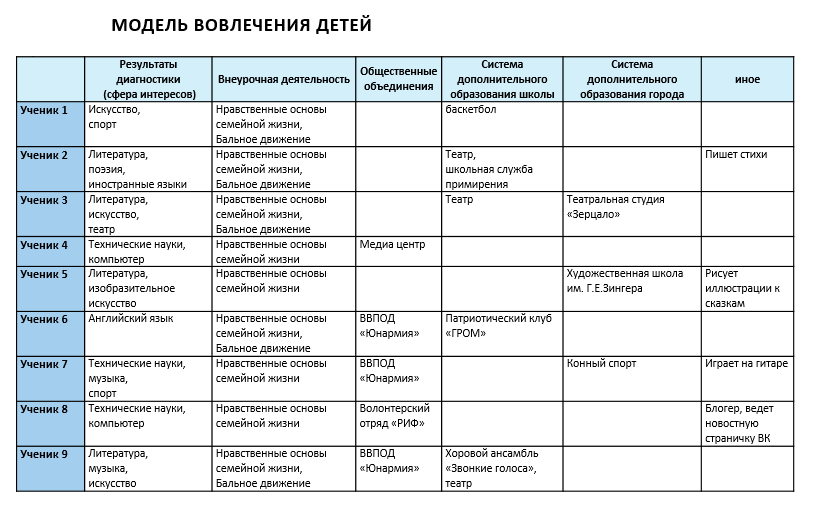 МОДЕЛЬ ВОВЛЕЧЕНИЯ ДЕТЕЙ
Результаты
диагностики
(сфера интересов)
Внеурочная деятельность
Общественные
объединения
Система
дополнительного
образования школы
Система
дополнительного
образования города
иное
Ученик 1
Искусство,
спорт
Нравственные основы
семейной жизни,
Бальное движение
баскетбол
Ученик 2
Литература,
поэзия,
иностранные языки
Нравственные основы
семейной жизни,
Бальное движение
Театр,
школьная служба
примирения
Пишет стихи
Ученик 3
Литература,
искусство,
театр
Нравственные основы
семейной жизни,
Бальное движение
Театр
Театральная студия
«Зерцало»
Ученик 4
Технические науки,
компьютер
Нравственные основы
семейной жизни
Медиа центр
Ученик 5
Литература,
изобразительное
искусство
Нравственные основы
семейной жизни
Художественная школа
им. Г.Е.Зингера
Рисует
иллюстрации к
сказкам
Ученик 6
Английский язык
Нравственные основы
семейной жизни,
Бальное движение
ВВПОД
«Юнармия»
Патриотический клуб
«ГРОМ»
Ученик 7
Технические науки,
музыка,
спорт
Нравственные основы
семейной жизни
ВВПОД
«Юнармия»
Конный спорт
Играет на гитаре
Ученик 8
Технические науки,
компьютер
Нравственные основы
семейной жизни
Волонтерский
отряд «РИФ»
Блогер, ведет
новостную
страничку ВК
Ученик 9
Литература,
музыка,
искусство
Нравственные основы
семейной жизни,
Бальное движение
ВВПОД
«Юнармия»
Хоровой ансамбль
«Звонкие голоса»,
театр